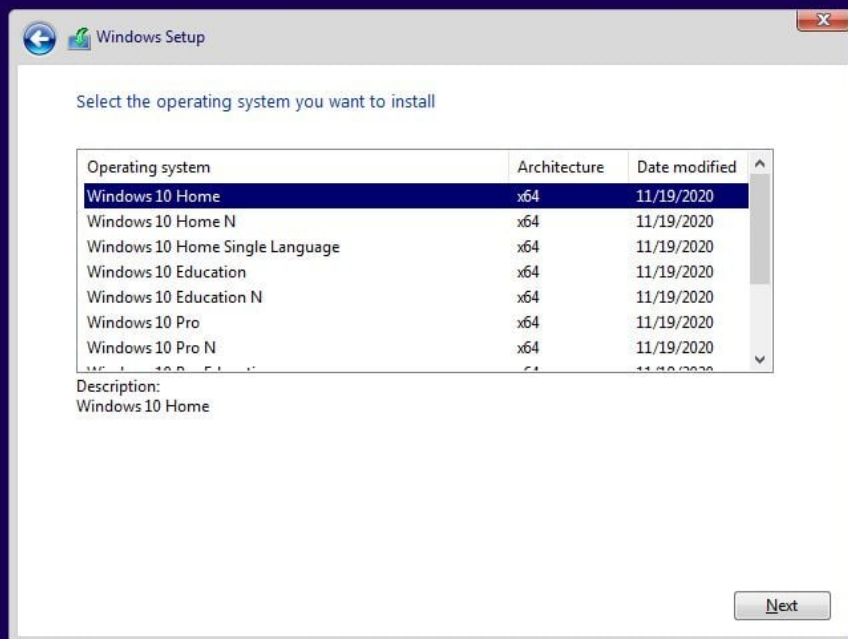 Windows Setup
Select the operating system you want to install
Operating system Architecture Date modified
Windows 10 Home x64 11/19/2020
Windows 10 Home N x64 11/19/2020
Windows 10 Home Single Language x64 11/19/2020
Windows 10 Education x64 11/19/2020
Windows 10 Education N x64 11/19/2020
Windows 10 Pro x64 11/19/2020
Windows 10 Pro N x64 11/19/2020
Description:
Windows 10 Home
Next